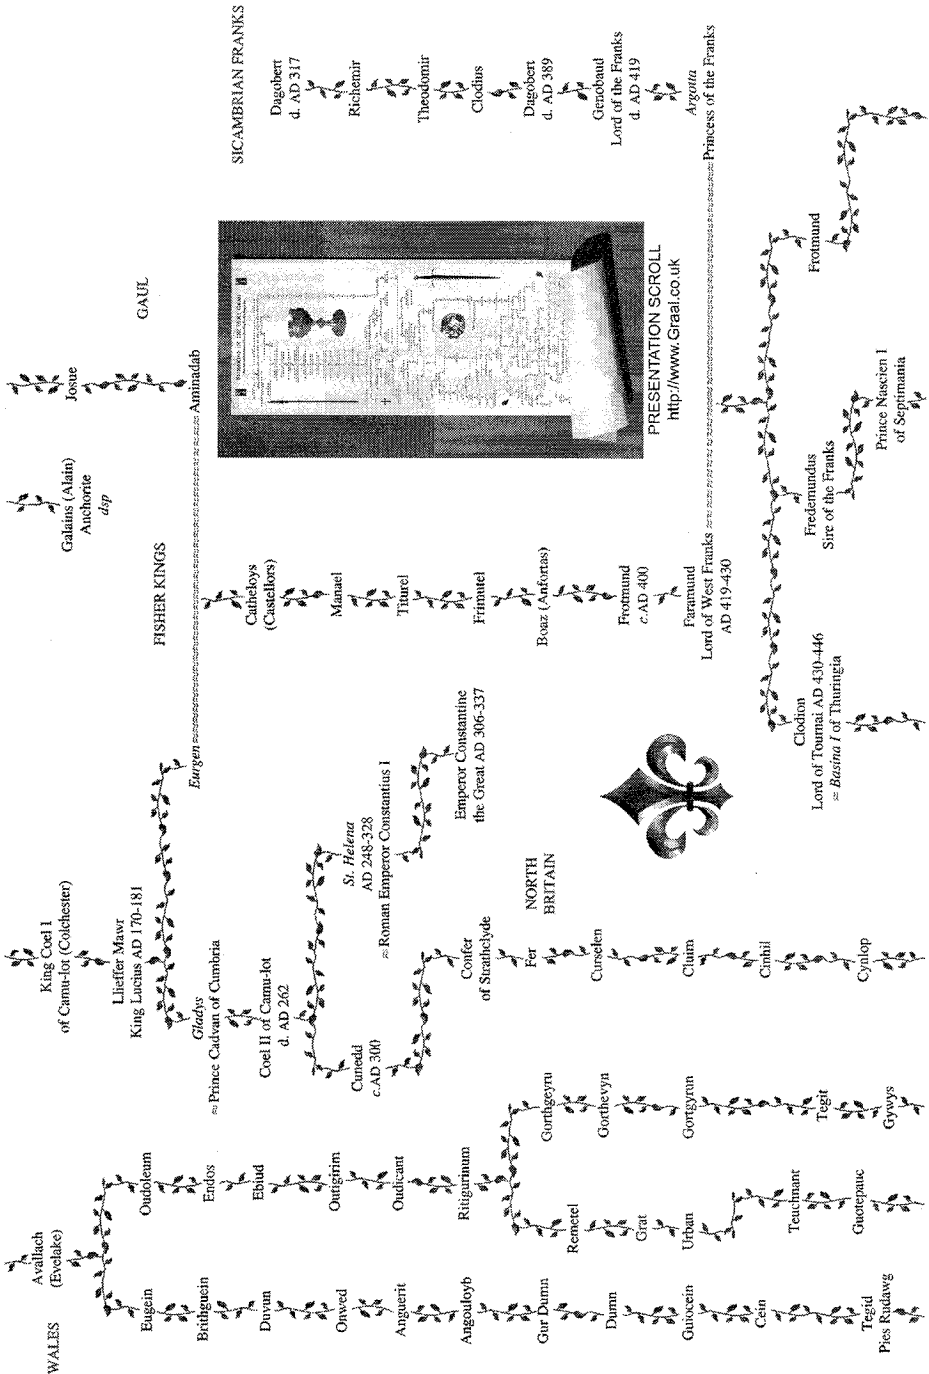 WALES
Avallach
(Evelake)
Eugein
Brithguein
Duvun
Onwed
Anguerit
Angouloyb
Gur Dumn
Dumn
Guiocein
Cein
Tegid
Pies Rudawg
Oudoleum
Endos
Ebiud
Outigirim
Oudicant
Ritigurinum
Remetel
Grat
Urban
Teuchmant
Guotepauc
Gorthgeyru
Gorthevyn
Gortgyrun
Tegit
Gywys
King Coel I
of Camu-lot (Colchester)
Llieffer Mawr
King Lucius AD 170-181
Gladys
≈ Prince Cadvan of Cumbria
Coel II of Camu-lot
d. AD 262
Cunedd
c.AD 300
St. Helena
AD 248-328
≈ Roman Emperor Constantius I
Emperor Constantine
the Great AD 306-337
NORTH
BRITAIN
Confer
of Strathclyde
Fer
Curselen
Cluim
Cinhil
Cynlop
Eurgen
FISHER KINGS
Galains (Alain)
Anchorite
dsp
Josue
GAUL
Aminadab
Catheloys
(Castellors)
Manael
Titurel
Frimutel
Boaz (Anfortas)
Frotmund
c.AD 400
Faramund
Lord of West Franks
AD 419-430
SICAMBRIAN FRANKS
Dagobert
d. AD 317
Richemir
Theodomir
Clodius
Dagobert
d. AD 389
Genobaud
Lord of the Franks
d. AD 419
Argotta
Princess of the Franks
PRESENTATION SCROLL
http://www.Graal.co.uk
Clodion
Lord of Tournai AD 430-446
≈ Basina I of Thuringia
Fredemundus
Sire of the Franks
Prince Nascien I
of Septimania
Frotmund